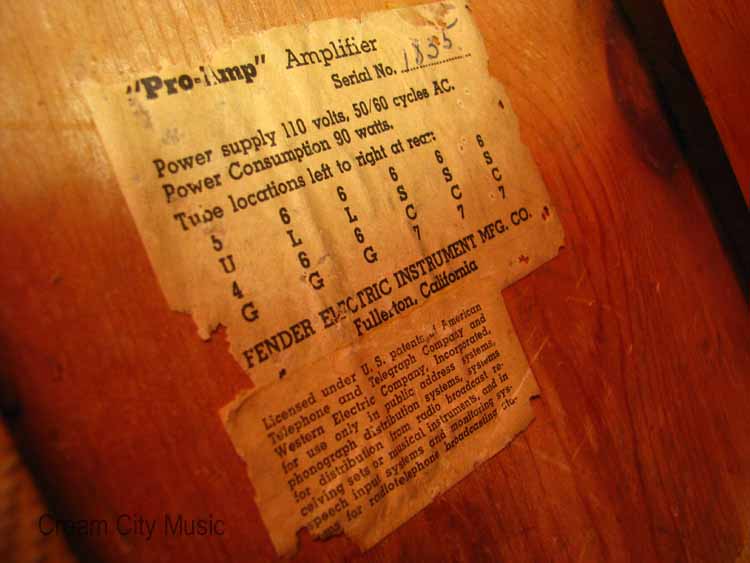 "Pro-Amp" Amplifier
Serial No. 1835
Power supply 110 volts, 50/60 cycles AC.
Power Consumption 90 watts.
Tube locations left to right at rear:
5 6 6 6 6 6
U L L S S S
4 6 6 C C C
G G G 7 7 7
FENDER ELECTRIC INSTRUMENT MFG. CO.
Fullerton, California
Licensed under U. S. patents of American
Telephone and Telegraph Company and
Western Electric Company, Incorporated,
for use only in public address systems,
phonograph distribution systems, systems
for distribution from radio broadcast re-
ceiving sets or musical instruments, and in
speech input systems and monitoring sys-
for radiotelephone broadcasting
Cream City Music